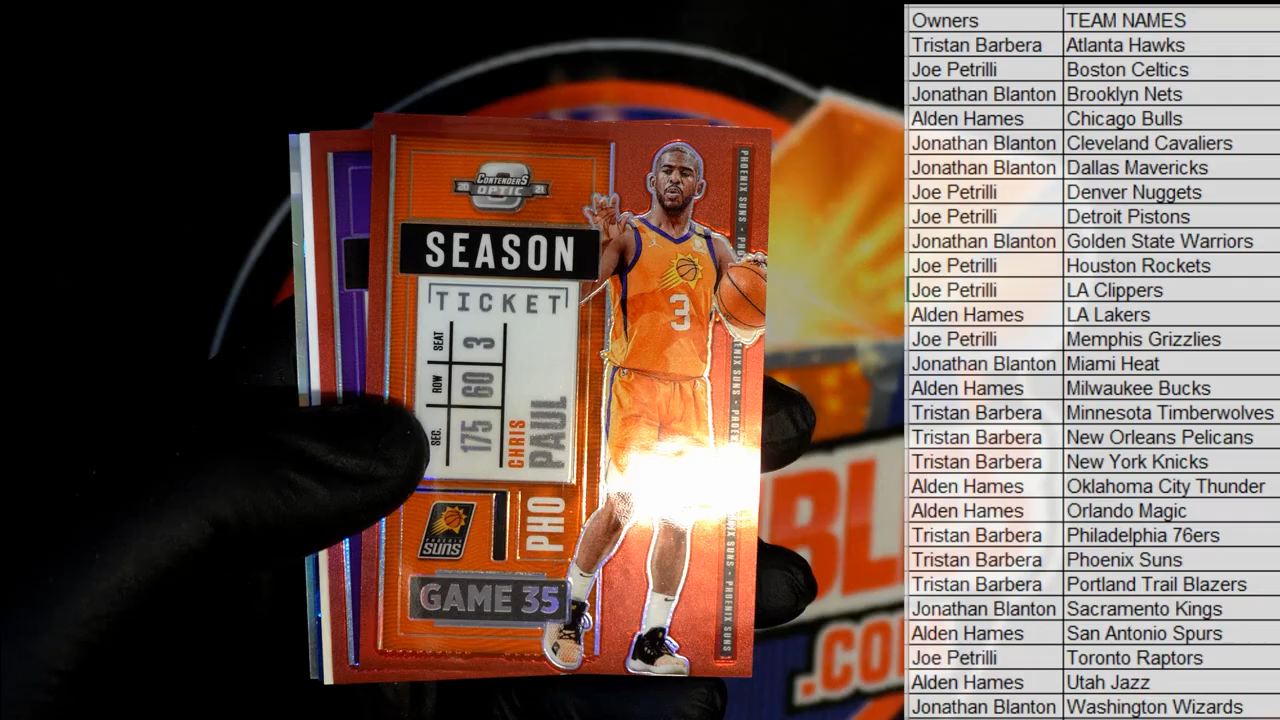 CONTENDERS
20 OPTIC 21
SEASON
TICKET
SEAT 3
ROW 60
SEC. 175
CHRIS
PAUL
PHO
PHOENIX
SUNS
GAME 35
3
PHOENIX SUNS
PHOENIX SUNS
BL
.CO
Owners TEAM NAMES
Tristan Barbera Atlanta Hawks
Joe Petrilli Boston Celtics
Jonathan Blanton Brooklyn Nets
Alden Hames Chicago Bulls
Jonathan Blanton Cleveland Cavaliers
Jonathan Blanton Dallas Mavericks
Joe Petrilli Denver Nuggets
Joe Petrilli Detroit Pistons
Jonathan Blanton Golden State Warriors
Joe Petrilli Houston Rockets
Joe Petrilli LA Clippers
Alden Hames LA Lakers
Joe Petrilli Memphis Grizzlies
Jonathan Blanton Miami Heat
Alden Hames Milwaukee Bucks
Tristan Barbera Minnesota Timberwolves
Tristan Barbera New Orleans Pelicans
Tristan Barbera New York Knicks
Alden Hames Oklahoma City Thunder
Alden Hames Orlando Magic
Tristan Barbera Philadelphia 76ers
Tristan Barbera Phoenix Suns
Tristan Barbera Portland Trail Blazers
Jonathan Blanton Sacramento Kings
Alden Hames San Antonio Spurs
Joe Petrilli Toronto Raptors
Alden Hames Utah Jazz
Jonathan Blanton Washington Wizards